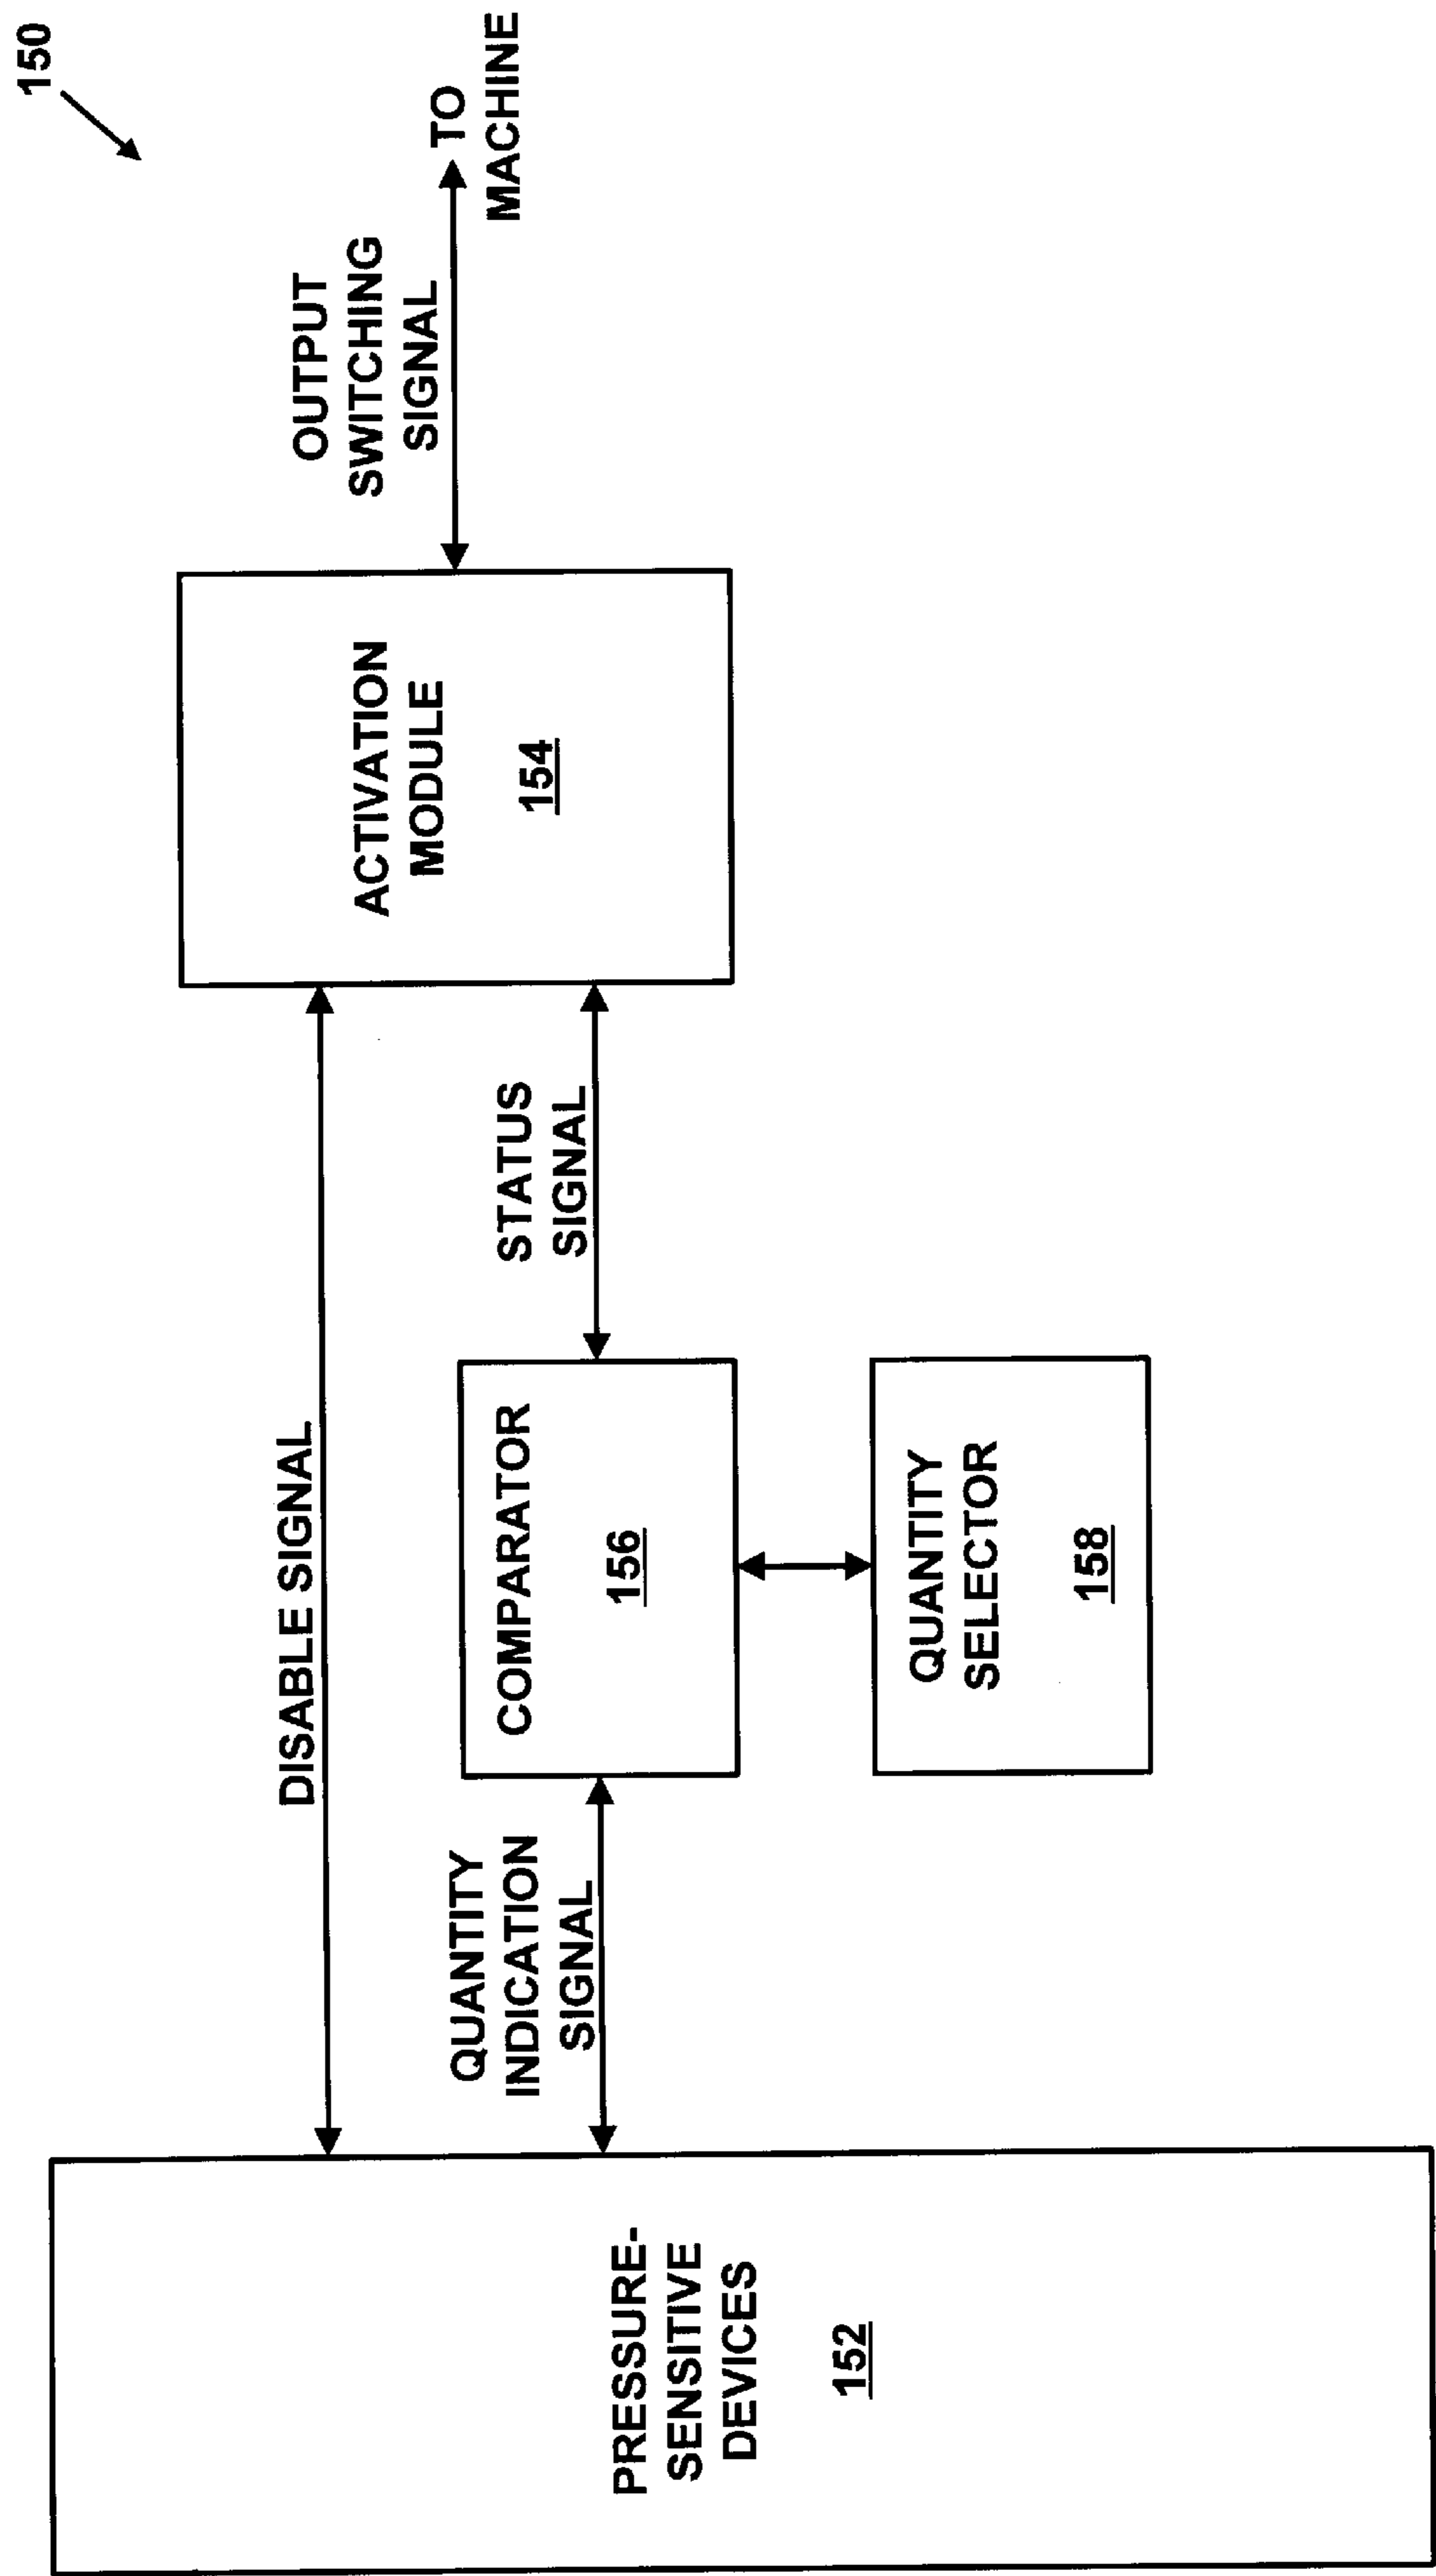 150
OUTPUT
SWITCHING
SIGNAL
TO
MACHINE
ACTIVATION
MODULE
154
DISABLE SIGNAL
STATUS
SIGNAL
COMPARATOR
156
QUANTITY
SELECTOR
158
QUANTITY
INDICATION
SIGNAL
PRESSURE-
SENSITIVE
DEVICES
152